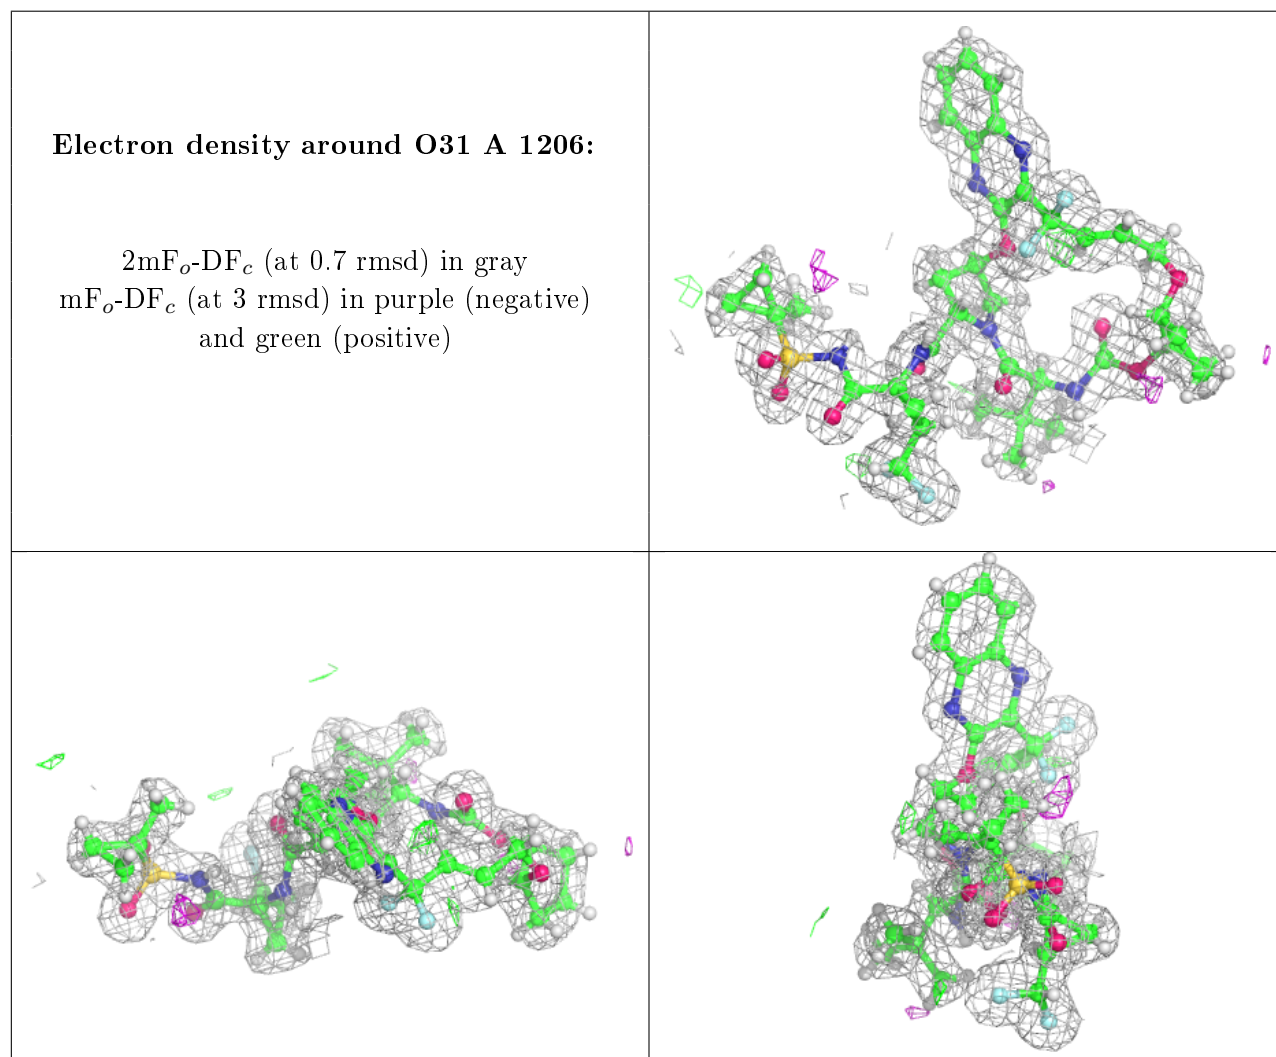 Electron density around O31 A 1206:
2mFₒ-DF𝒸 (at 0.7 rmsd) in gray
mFₒ-DF𝒸 (at 3 rmsd) in purple (negative)
and green (positive)